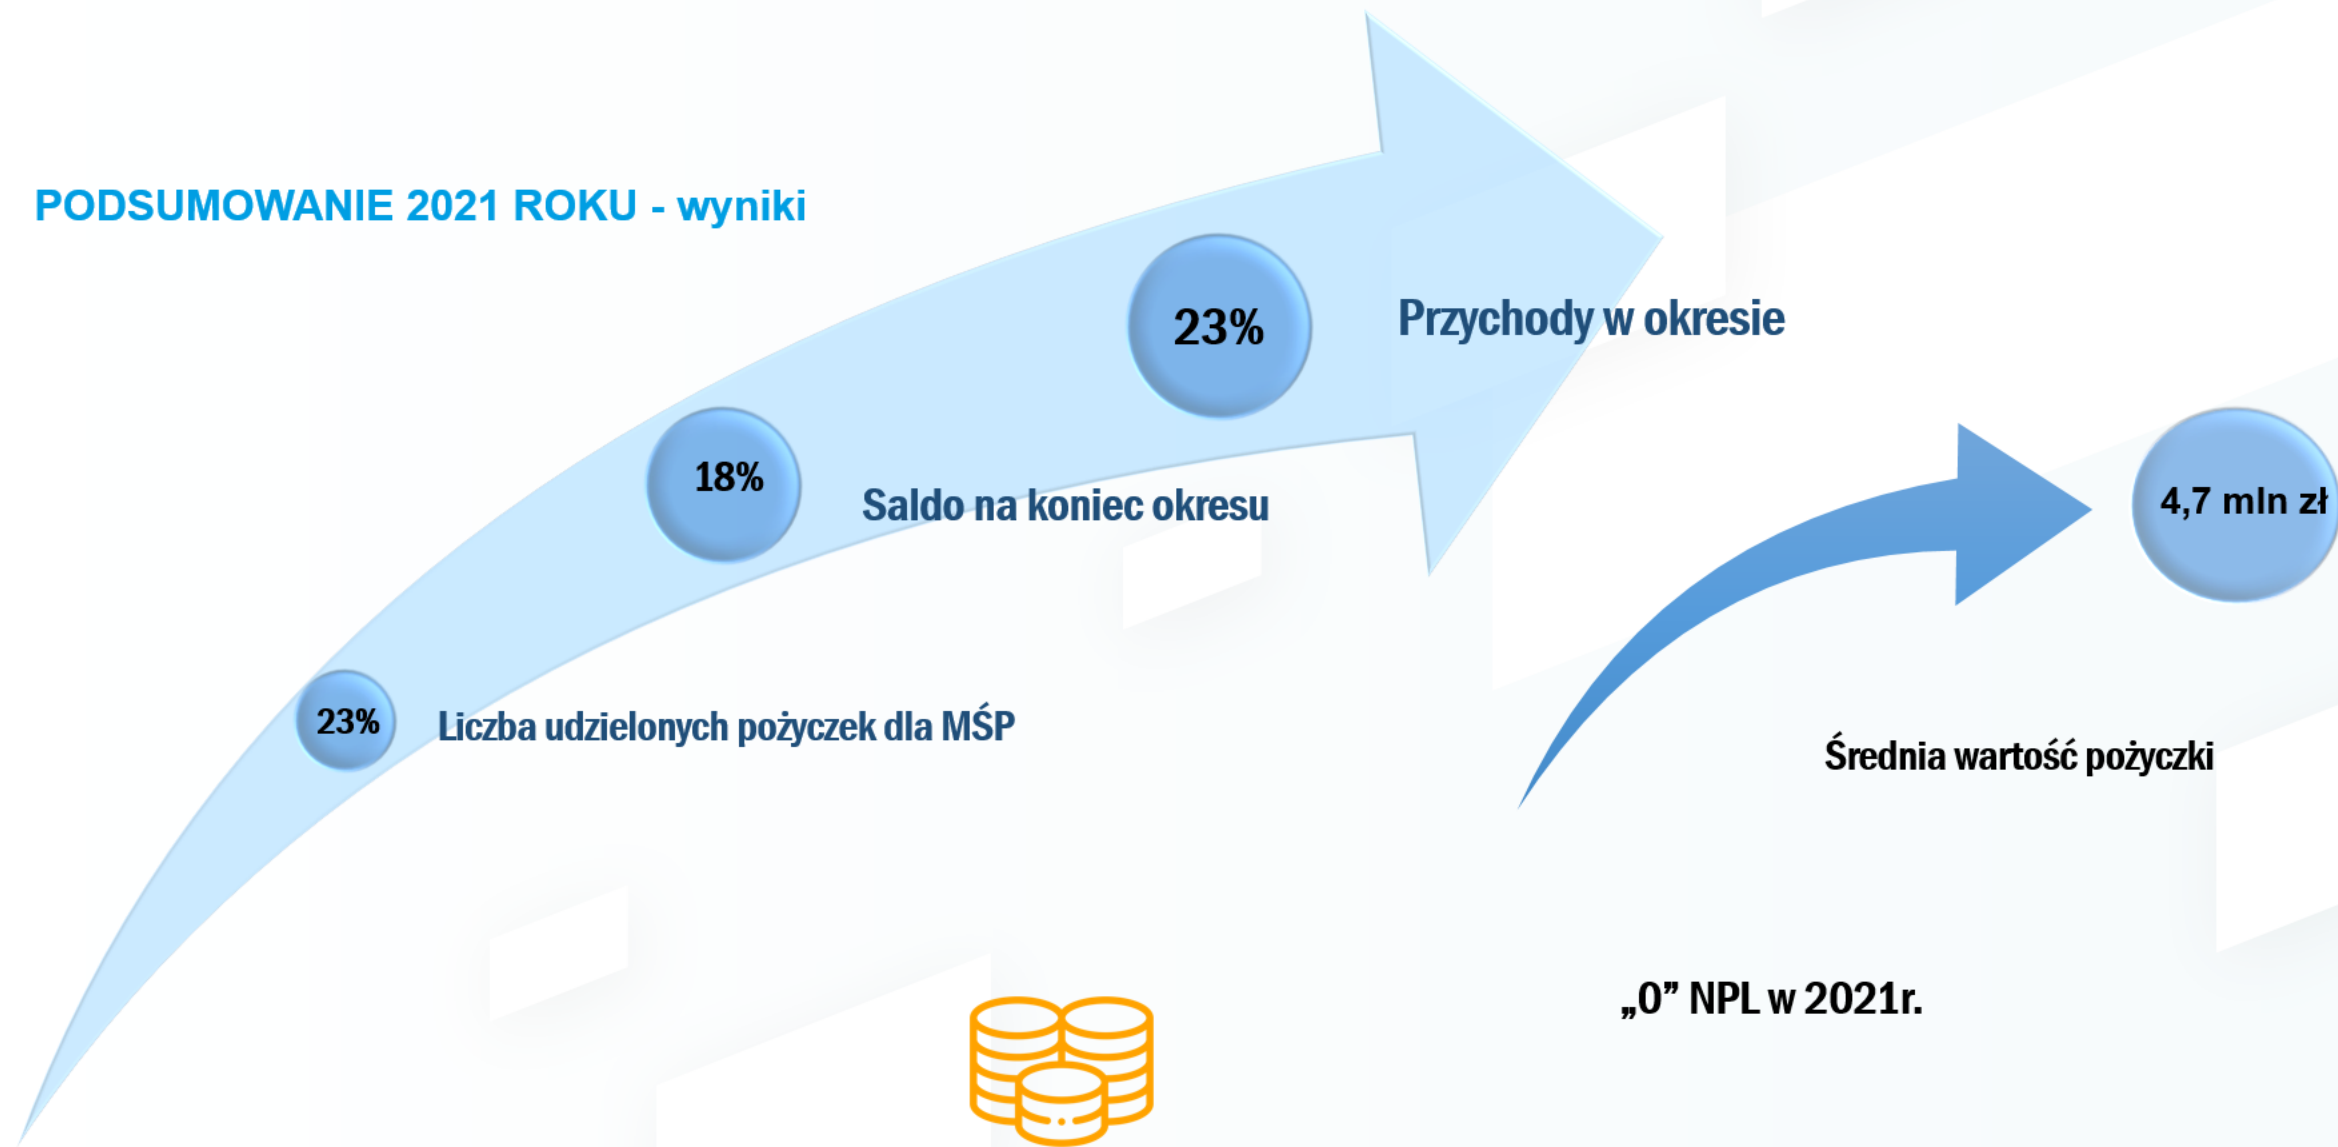 PODSUMOWANIE 2021 ROKU - wyniki
23%
Przychody w okresie
18%
Saldo na koniec okresu
4,7 mln zł
23%
Liczba udzielonych pożyczek dla MŚP
Średnia wartość pożyczki
„0” NPL w 2021r.